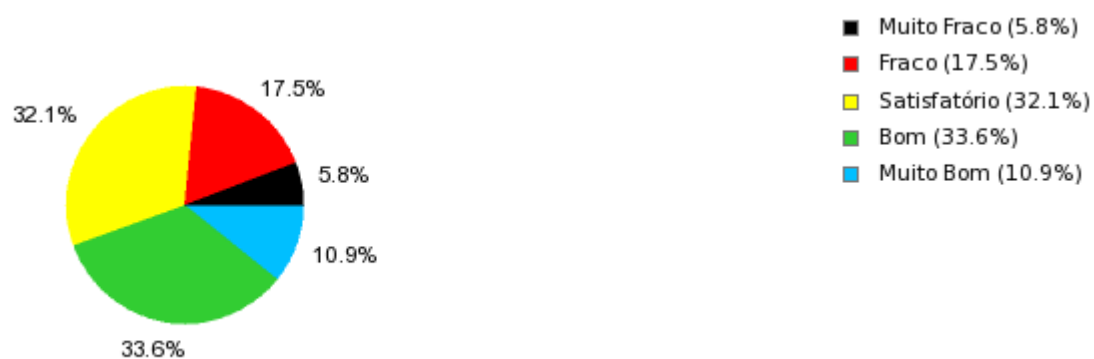 17.5%
32.1%
5.8%
10.9%
33.6%
Muito Fraco (5.8%)
Fraco (17.5%)
Satisfatório (32.1%)
Bom (33.6%)
Muito Bom (10.9%)